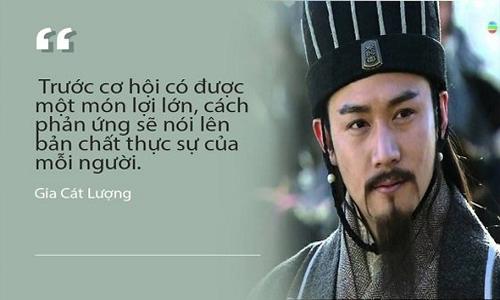 “
Trước cơ hội có được
một món lợi lớn, cách
phản ứng sẽ nói lên
bản chất thực sự của
mỗi người.
Gia Cát Lượng